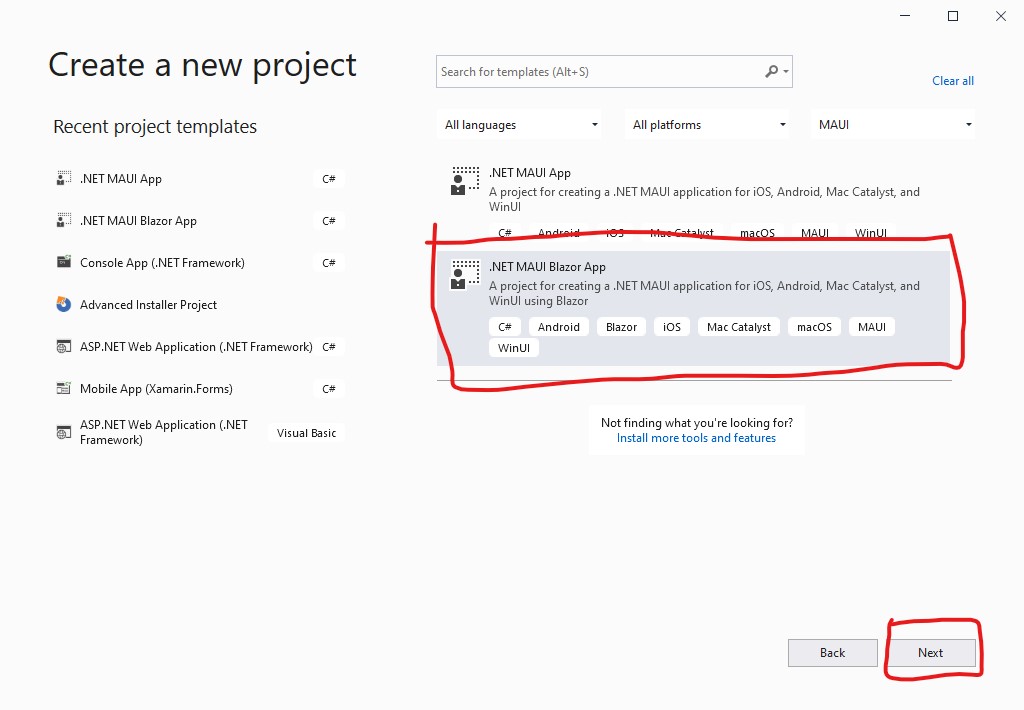 Create a new project
Search for templates (Alt+S)
Clear all
Recent project templates
All languages
All platforms
MAUI
.NET MAUI App
C#
.NET MAUI Blazor App
C#
Console App (.NET Framework)
C#
Advanced Installer Project
ASP.NET Web Application (.NET Framework)
C#
Mobile App (Xamarin.Forms)
C#
ASP.NET Web Application (.NET
Framework)
Visual Basic
.NET MAUI App
A project for creating a .NET MAUI application for iOS, Android, Mac Catalyst, and
WinUI
C# Android iOS Mac Catalyst macOS MAUI WinUI
.NET MAUI Blazor App
A project for creating a .NET MAUI application for iOS, Android, Mac Catalyst, and
WinUI using Blazor
C# Android Blazor iOS Mac Catalyst macOS MAUI
WinUI
Not finding what you're looking for?
Install more tools and features
Back
Next